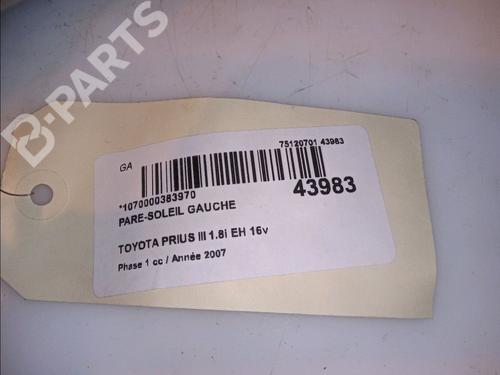 B-PARTS
GA
75120701 43983
*1070000383970
43983
PARE-SOLEIL GAUCHE
TOYOTA PRIUS III 1.8i EH 16v
Phase 1 cc / Année 2007